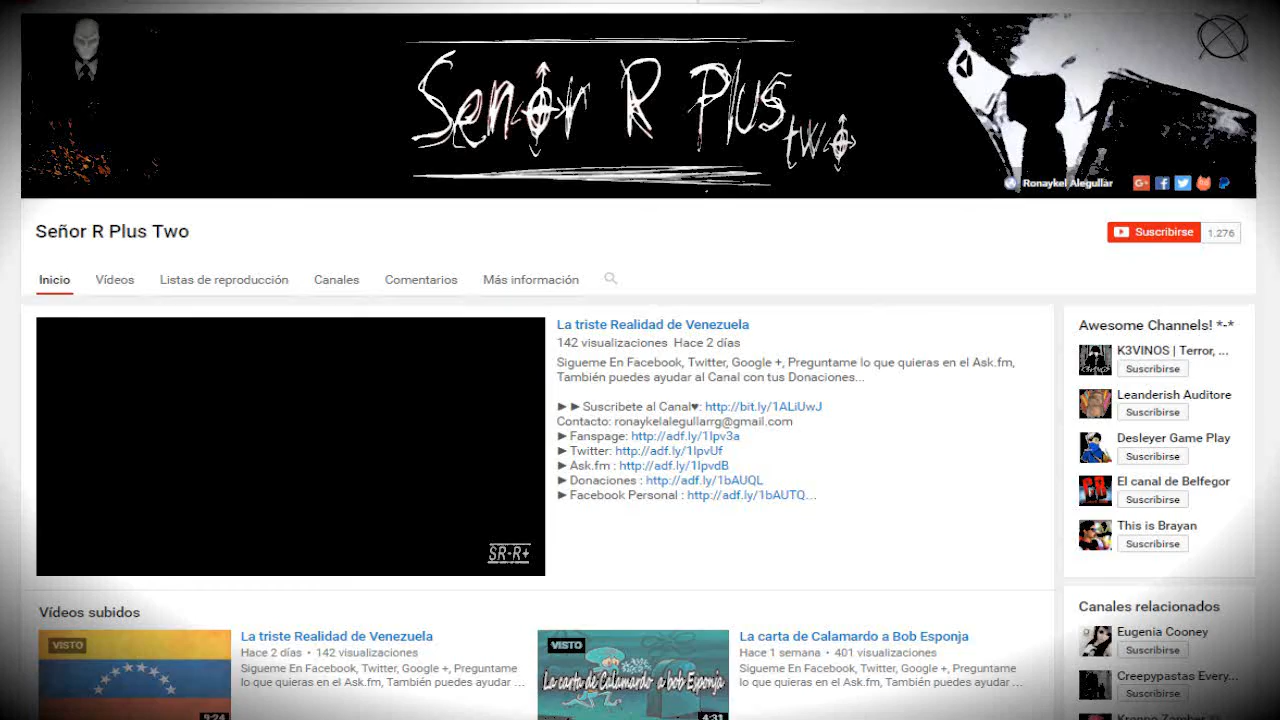 Señor R Plus
two
Ronaykel Alegullar
Señor R Plus Two
Suscribirse 1.276
Inicio Vídeos Listas de reproducción Canales Comentarios Más información
La triste Realidad de Venezuela
142 visualizaciones Hace 2 días
Sigueme En Facebook, Twitter, Google +, Preguntame lo que quieras en el Ask.fm,
También puedes ayudar al Canal con tus Donaciones...
►►Suscribete al Canal♥: http://bit.ly/1ALiUwJ
Contacto: ronaykelalegullarrg@gmail.com
►Fanspage: http://adf.ly/1Ipv3a
►Twitter: http://adf.ly/1IpvUf
►Ask.fm : http://adf.ly/1IpvdB
►Donaciones : http://adf.ly/1bAUQL
►Facebook Personal : http://adf.ly/1bAUTQ...
SR-R+
Awesome Channels! *-*
K3VINOS | Terror, ...
Suscribirse
Leanderish Auditore
Suscribirse
Desleyer Game Play
Suscribirse
El canal de Belfegor
Suscribirse
This is Brayan
Suscribirse
Vídeos subidos
VISTO
La triste Realidad de Venezuela
Hace 2 días • 142 visualizaciones
Sigueme En Facebook, Twitter, Google +, Preguntame
lo que quieras en el Ask.fm, También puedes ayudar ...
9:24
VISTO
La carta de Calamardo a bob Esponja
4:31
La carta de Calamardo a Bob Esponja
Hace 1 semana • 401 visualizaciones
Sigueme En Facebook, Twitter, Google +, Preguntame
lo que quieras en el Ask.fm, También puedes ayudar ...
Canales relacionados
Eugenia Cooney
Suscribirse
Creepypastas Every...
Suscribirse